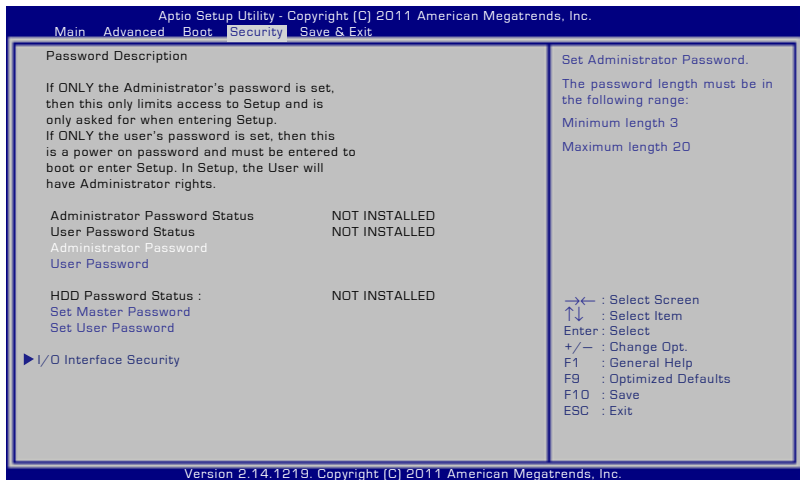 Aptio Setup Utility - Copyright (C) 2011 American Megatrends, Inc.
Main Advanced Boot Security Save & Exit
Password Description
If ONLY the Administrator's password is set,
then this only limits access to Setup and is
only asked for when entering Setup.
If ONLY the user's password is set, then this
is a power on password and must be entered to
boot or enter Setup. In Setup, the User will
have Administrator rights.
Administrator Password Status NOT INSTALLED
User Password Status NOT INSTALLED
Administrator Password
User Password
HDD Password Status : NOT INSTALLED
Set Master Password
Set User Password
▶ I/O Interface Security
Set Administrator Password.
The password length must be in
the following range:
Minimum length 3
Maximum length 20
→← : Select Screen
↑↓ : Select Item
Enter : Select
+/− : Change Opt.
F1 : General Help
F9 : Optimized Defaults
F10 : Save
ESC : Exit
Version 2.14.1219. Copyright (C) 2011 American Megatrends, Inc.